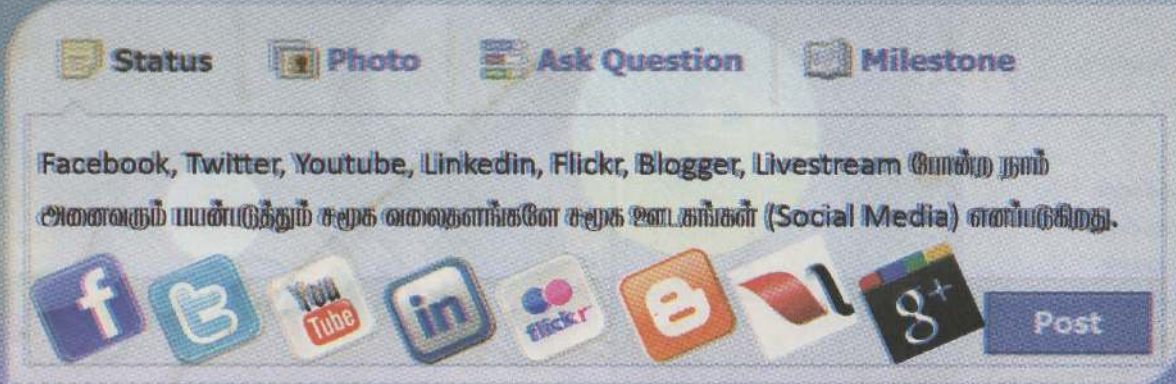 Status Photo Ask Question Milestone
Facebook, Twitter, Youtube, Linkedin, Flickr, Blogger, Livestream போன்ற நாம்
அனைவரும் பயன்படுத்தும் சமூக வலைதளங்களே சமூக ஊடகங்கள் (Social Media) எனப்படுகிறது.
f t You Tube in flickr B g+ Post